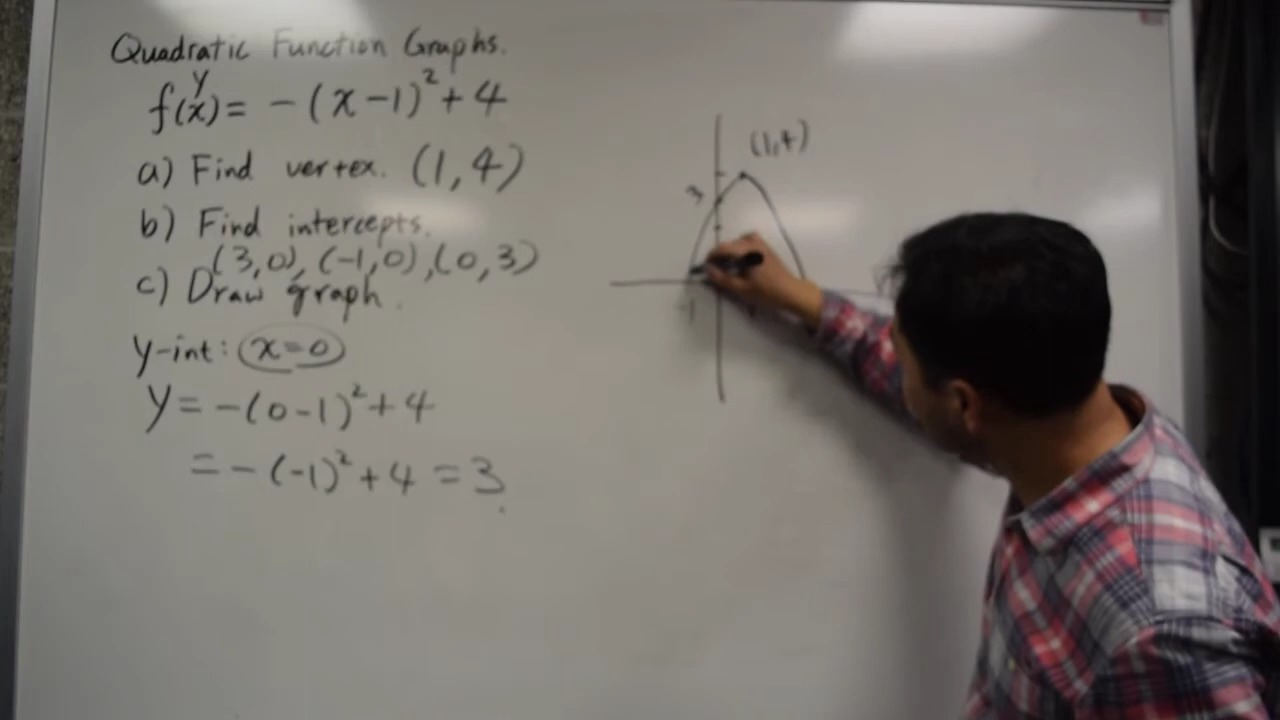 Quadratic Function Graphs.
y
f(x) = -(x-1)² + 4
a) Find vertex. (1,4)
b) Find intercepts.
(3,0), (-1,0), (0,3)
c) Draw graph.
y-int: x=0
y = -(0-1)² + 4
= -(-1)² + 4 = 3
(1,4)
3
-1